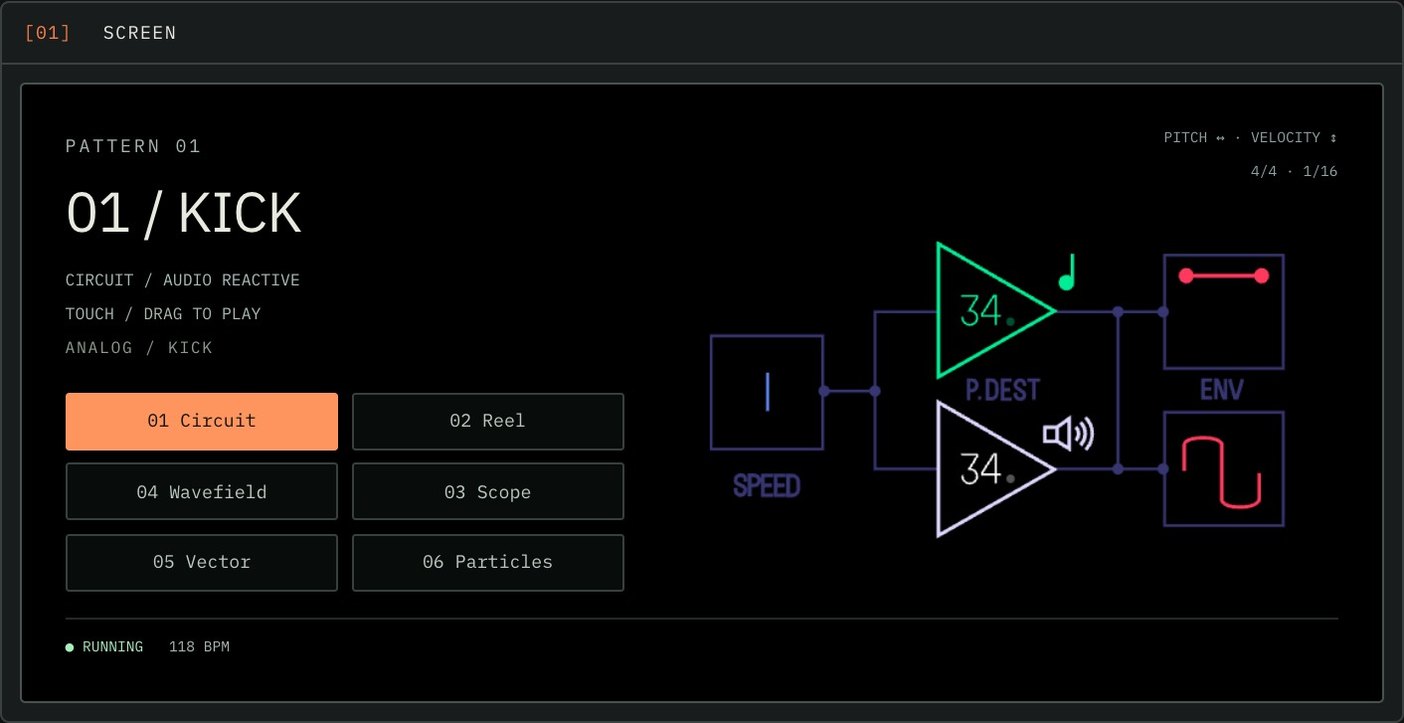 [01] SCREEN
PATTERN 01
PITCH ↔ · VELOCITY ↕
4/4 · 1/16
01 / KICK
CIRCUIT / AUDIO REACTIVE
TOUCH / DRAG TO PLAY
ANALOG / KICK
01 Circuit
02 Reel
04 Wavefield
03 Scope
05 Vector
06 Particles
34.
P.DEST
ENV
34.
SPEED
RUNNING 118 BPM